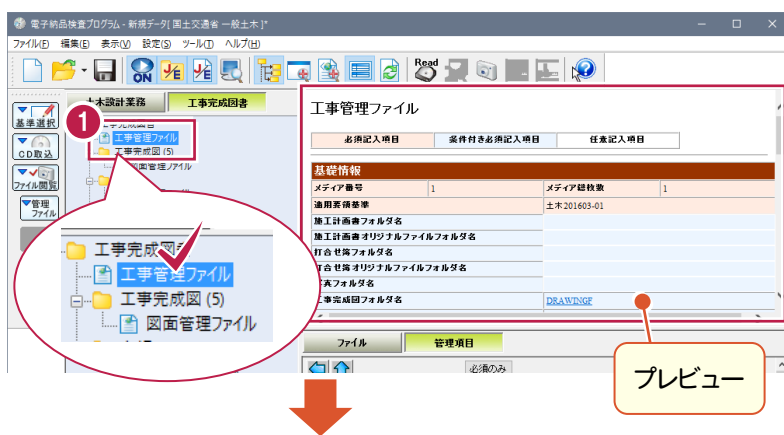 電子納品検査プログラム - 新規データ[ 国土交通省 一般土木 ]*
ファイル(F) 編集(E) 表示(V) 設定(S) ツール(T) ヘルプ(H)
ON
Read
土木設計業務 工事完成図書
1
基準選択
CD取込
ファイル閲覧
管理
ファイル
工事管理ファイル
工事完成図 (5)
図面管理ファイル
工事管理ファイル
必須記入項目 条件付き必須記入項目 任意記入項目
基礎情報
メディア番号 1 メディア総枚数 1
適用要領基準 土木201603-01
施工計画書フォルダ名
施工計画書オリジナルファイルフォルダ名
打合せ簿フォルダ名
打合せ簿オリジナルファイルフォルダ名
写真フォルダ名
工事完成図フォルダ名 DRAWINGF
工事完成図書
工事管理ファイル
工事完成図 (5)
図面管理ファイル
ファイル 管理項目
必須のみ
プレビュー